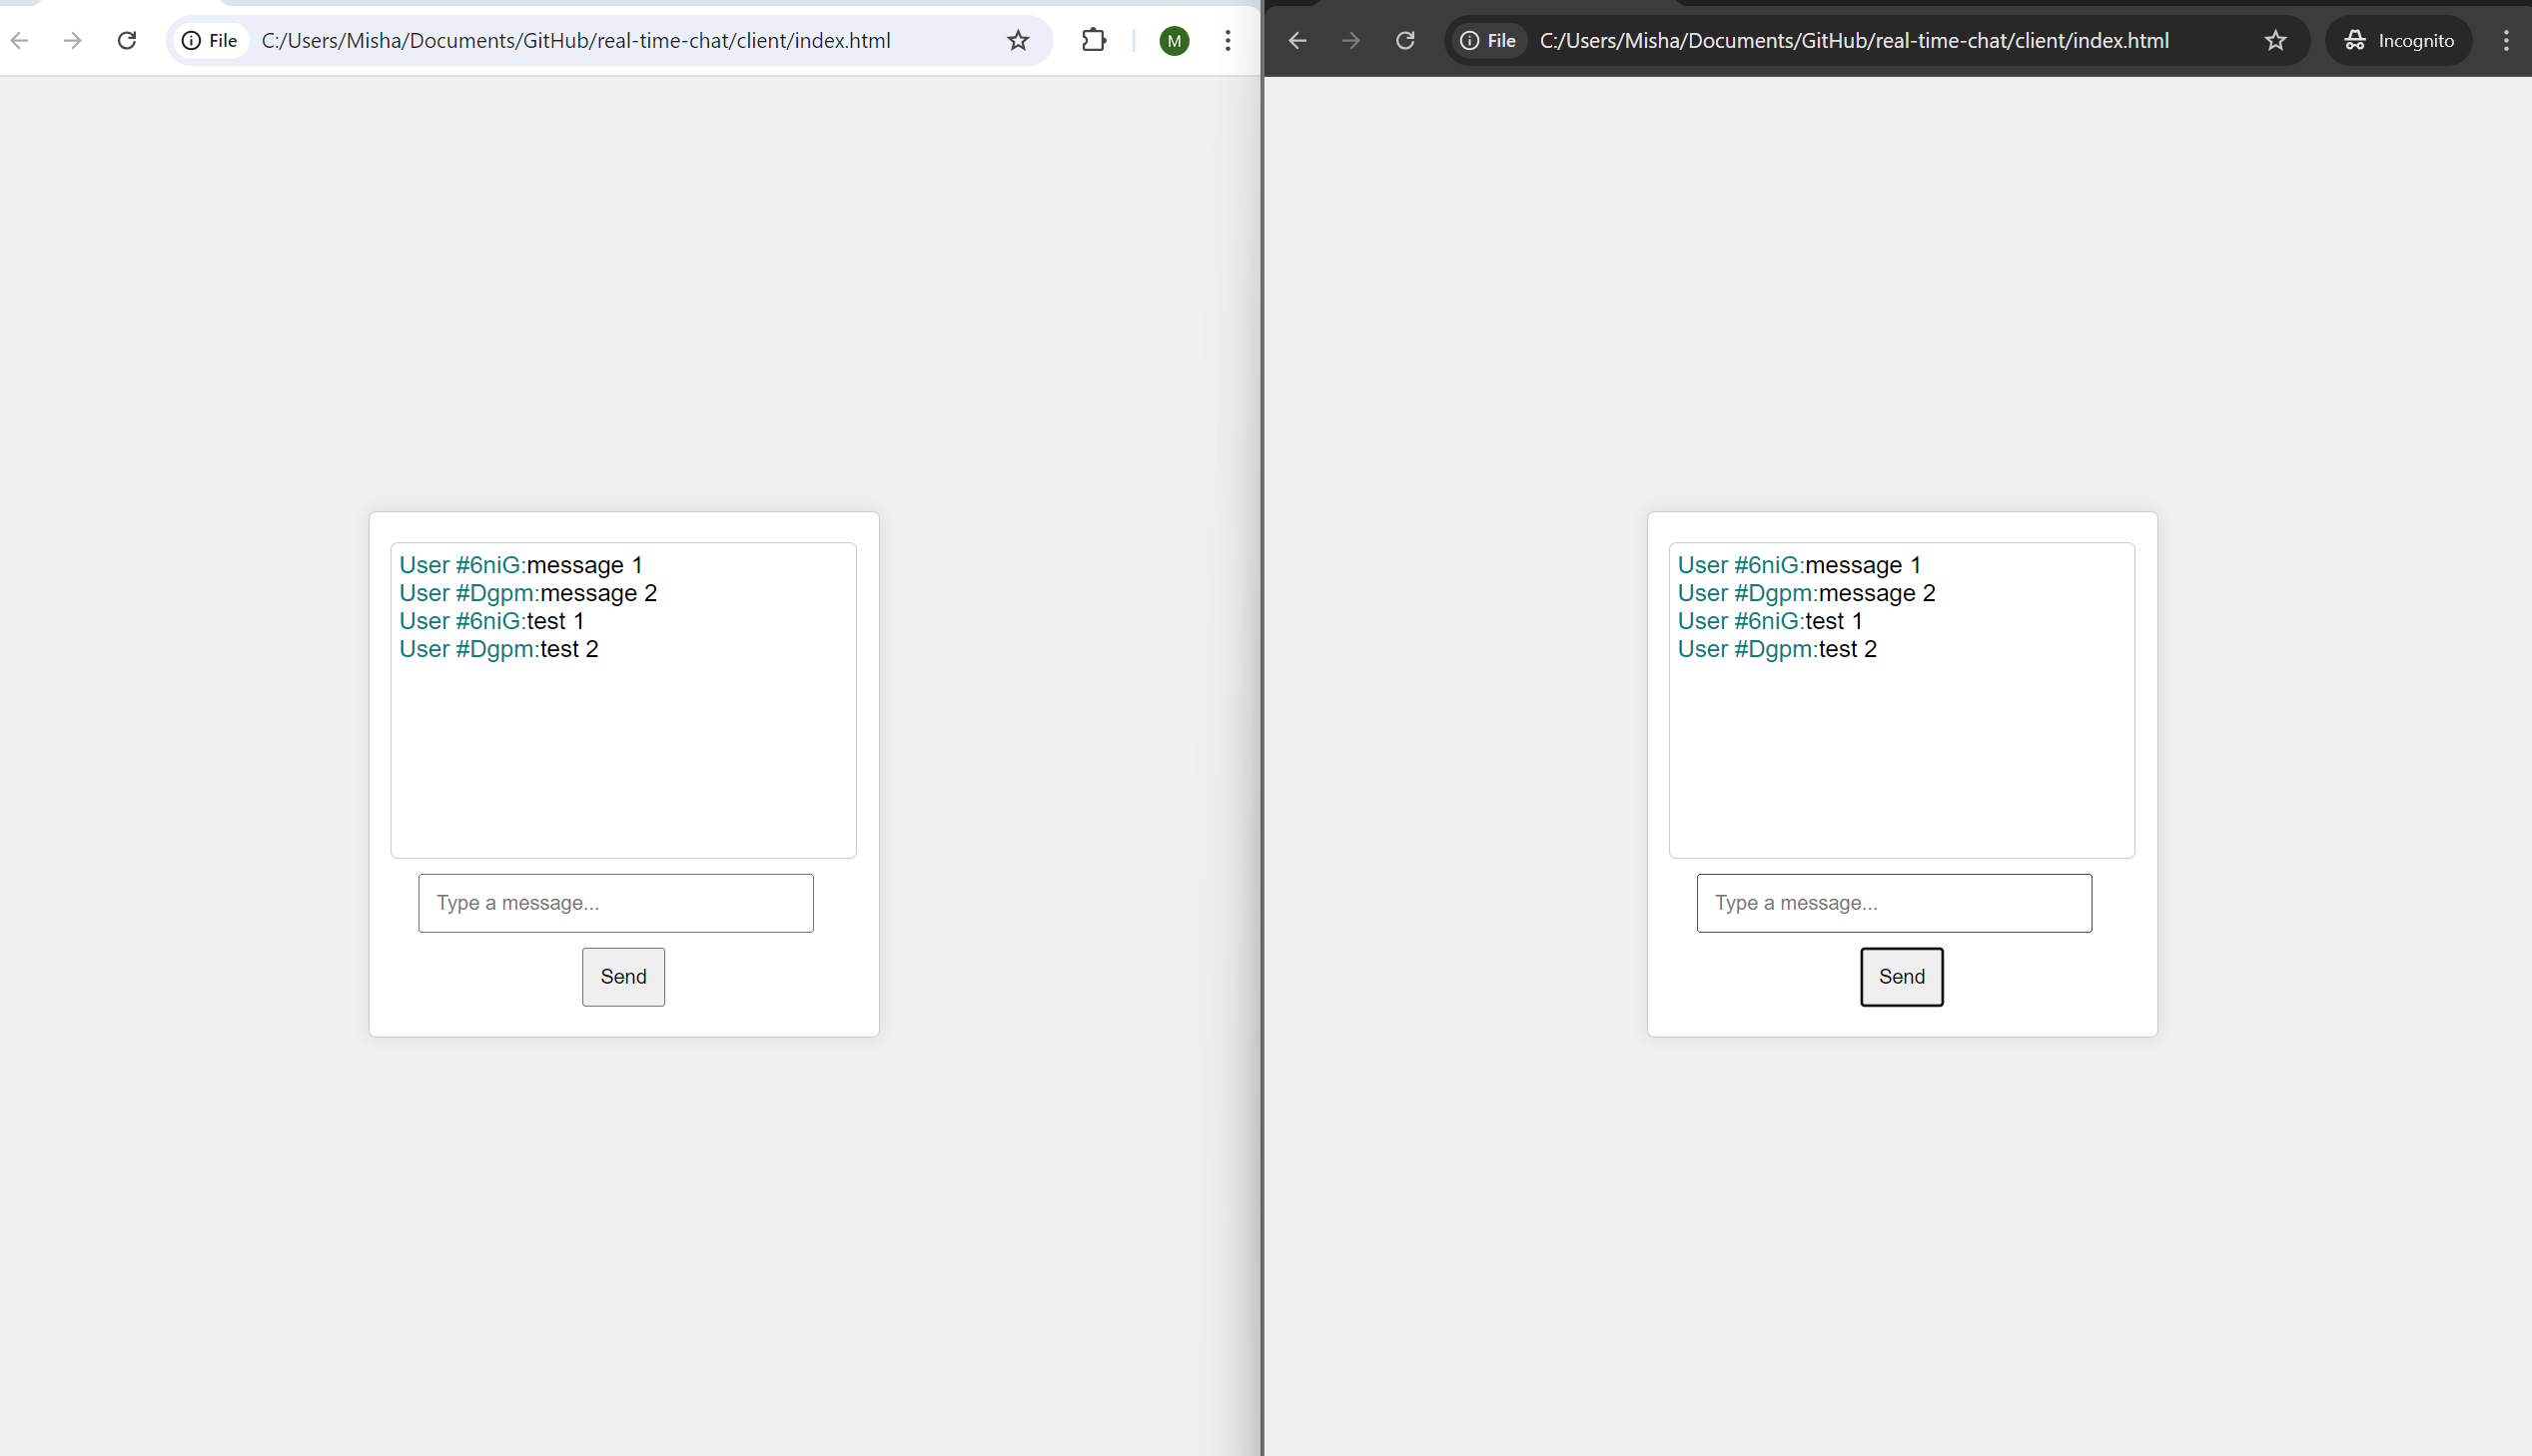 File C:/Users/Misha/Documents/GitHub/real-time-chat/client/index.html
M
User #6niG:message 1
User #Dgpm:message 2
User #6niG:test 1
User #Dgpm:test 2
Type a message...
Send
File C:/Users/Misha/Documents/GitHub/real-time-chat/client/index.html
Incognito
User #6niG:message 1
User #Dgpm:message 2
User #6niG:test 1
User #Dgpm:test 2
Type a message...
Send